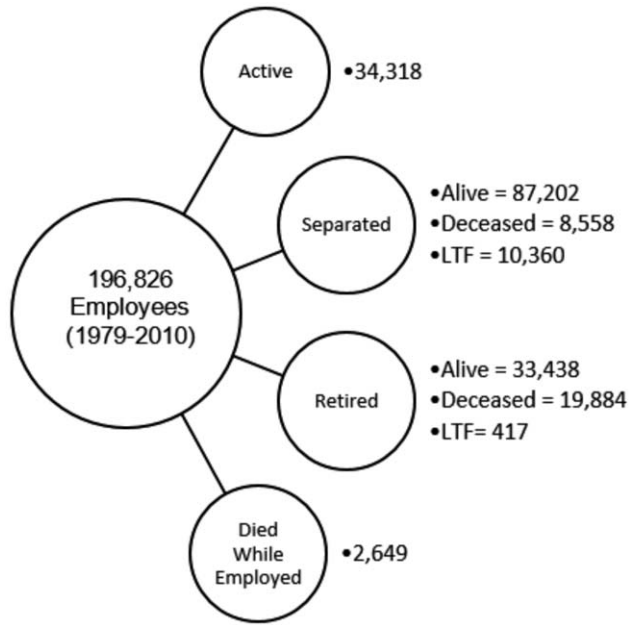 Active
•34,318
Separated
•Alive = 87,202
•Deceased = 8,558
•LTF = 10,360
196,826
Employees
(1979-2010)
Retired
•Alive = 33,438
•Deceased = 19,884
•LTF= 417
Died
While
Employed
•2,649